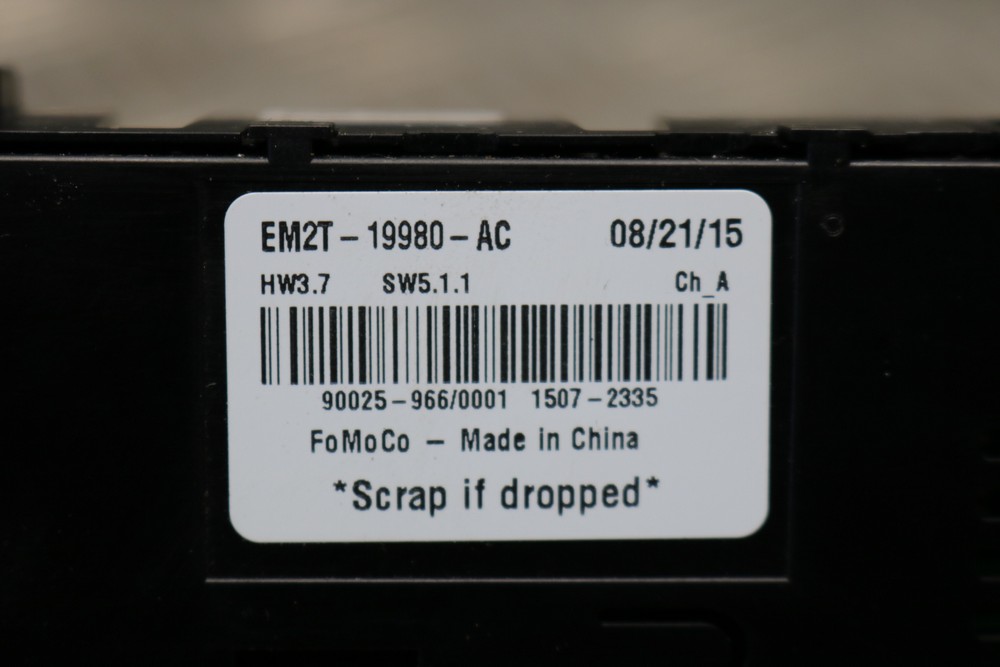 EM2T-19980-AC 08/21/15
HW3.7 SW5.1.1 Ch_A
90025-966/0001 1507-2335
FoMoCo - Made in China
*Scrap if dropped*